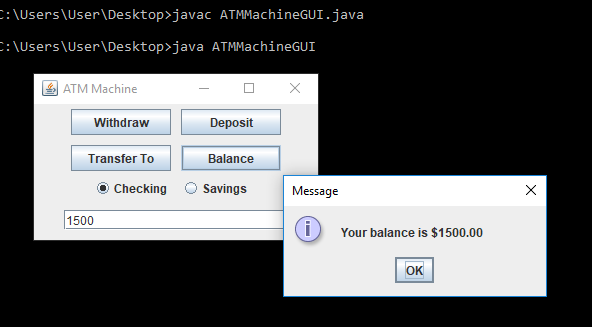 C:\Users\User\Desktop>javac ATMMachineGUI.java
C:\Users\User\Desktop>java ATMMachineGUI
ATM Machine
Withdraw Deposit
Transfer To Balance
Checking Savings
1500
Message
Your balance is $1500.00
OK